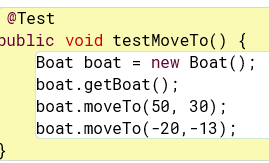 @Test
public void testMoveTo() {
Boat boat = new Boat();
boat.getBoat();
boat.moveTo(50, 30);
boat.moveTo(-20,-13);
}